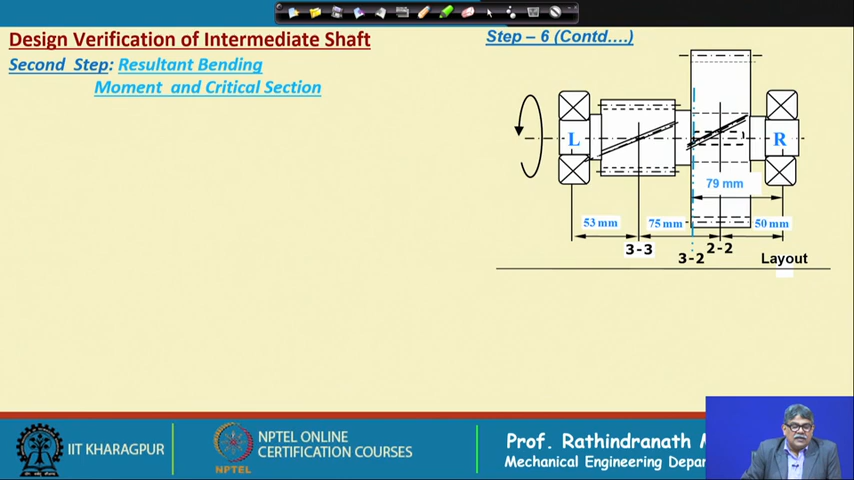 Design Verification of Intermediate Shaft
Second Step: Resultant Bending
Moment and Critical Section
Step – 6 (Contd....)
L
R
79 mm
53 mm
75 mm
50 mm
3-3
3-2
2-2
Layout
IIT KHARAGPUR
NPTEL
NPTEL ONLINE
CERTIFICATION COURSES
Prof. Rathindranath
Mechanical Engineering